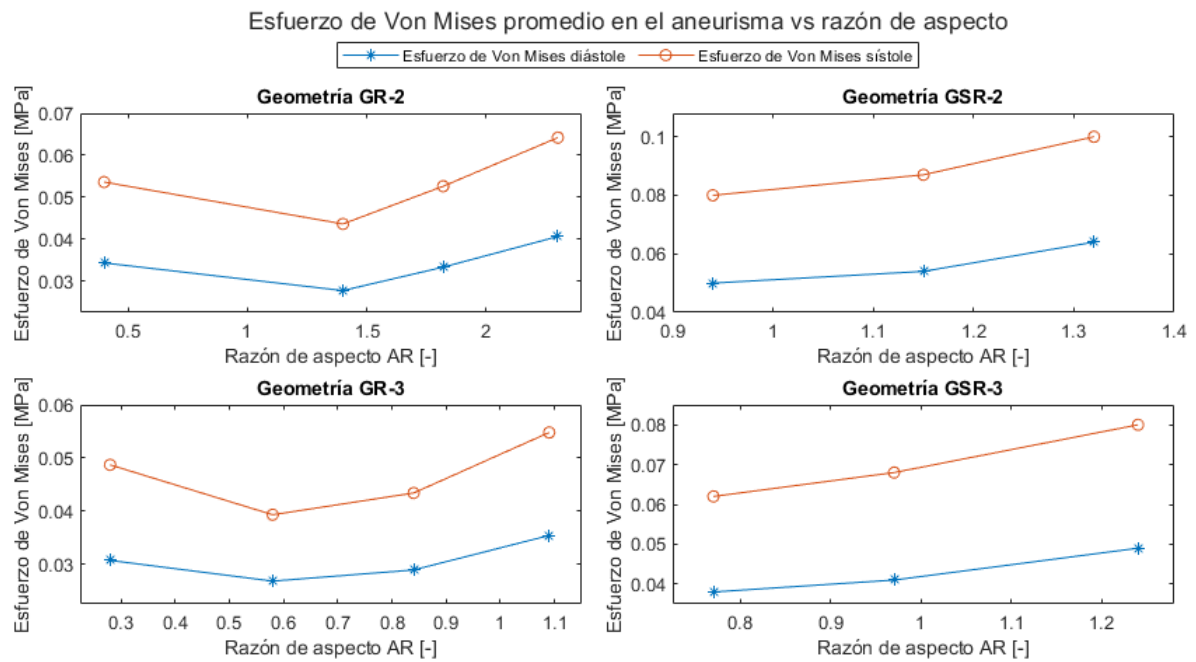 Esfuerzo de Von Mises promedio en el aneurisma vs razón de aspecto
Esfuerzo de Von Mises diástole
Esfuerzo de Von Mises sístole
Geometría GR-2
Esfuerzo de Von Mises [MPa]
0.07
0.06
0.05
0.04
0.03
0.5
1
1.5
2
Razón de aspecto AR [-]
Geometría GSR-2
Esfuerzo de Von Mises [MPa]
0.1
0.08
0.06
0.04
0.9
1
1.1
1.2
1.3
1.4
Razón de aspecto AR [-]
Geometría GR-3
Esfuerzo de Von Mises [MPa]
0.06
0.05
0.04
0.03
0.3
0.4
0.5
0.6
0.7
0.8
0.9
1
1.1
Razón de aspecto AR [-]
Geometría GSR-3
Esfuerzo de Von Mises [MPa]
0.08
0.07
0.06
0.05
0.04
0.8
0.9
1
1.1
1.2
Razón de aspecto AR [-]